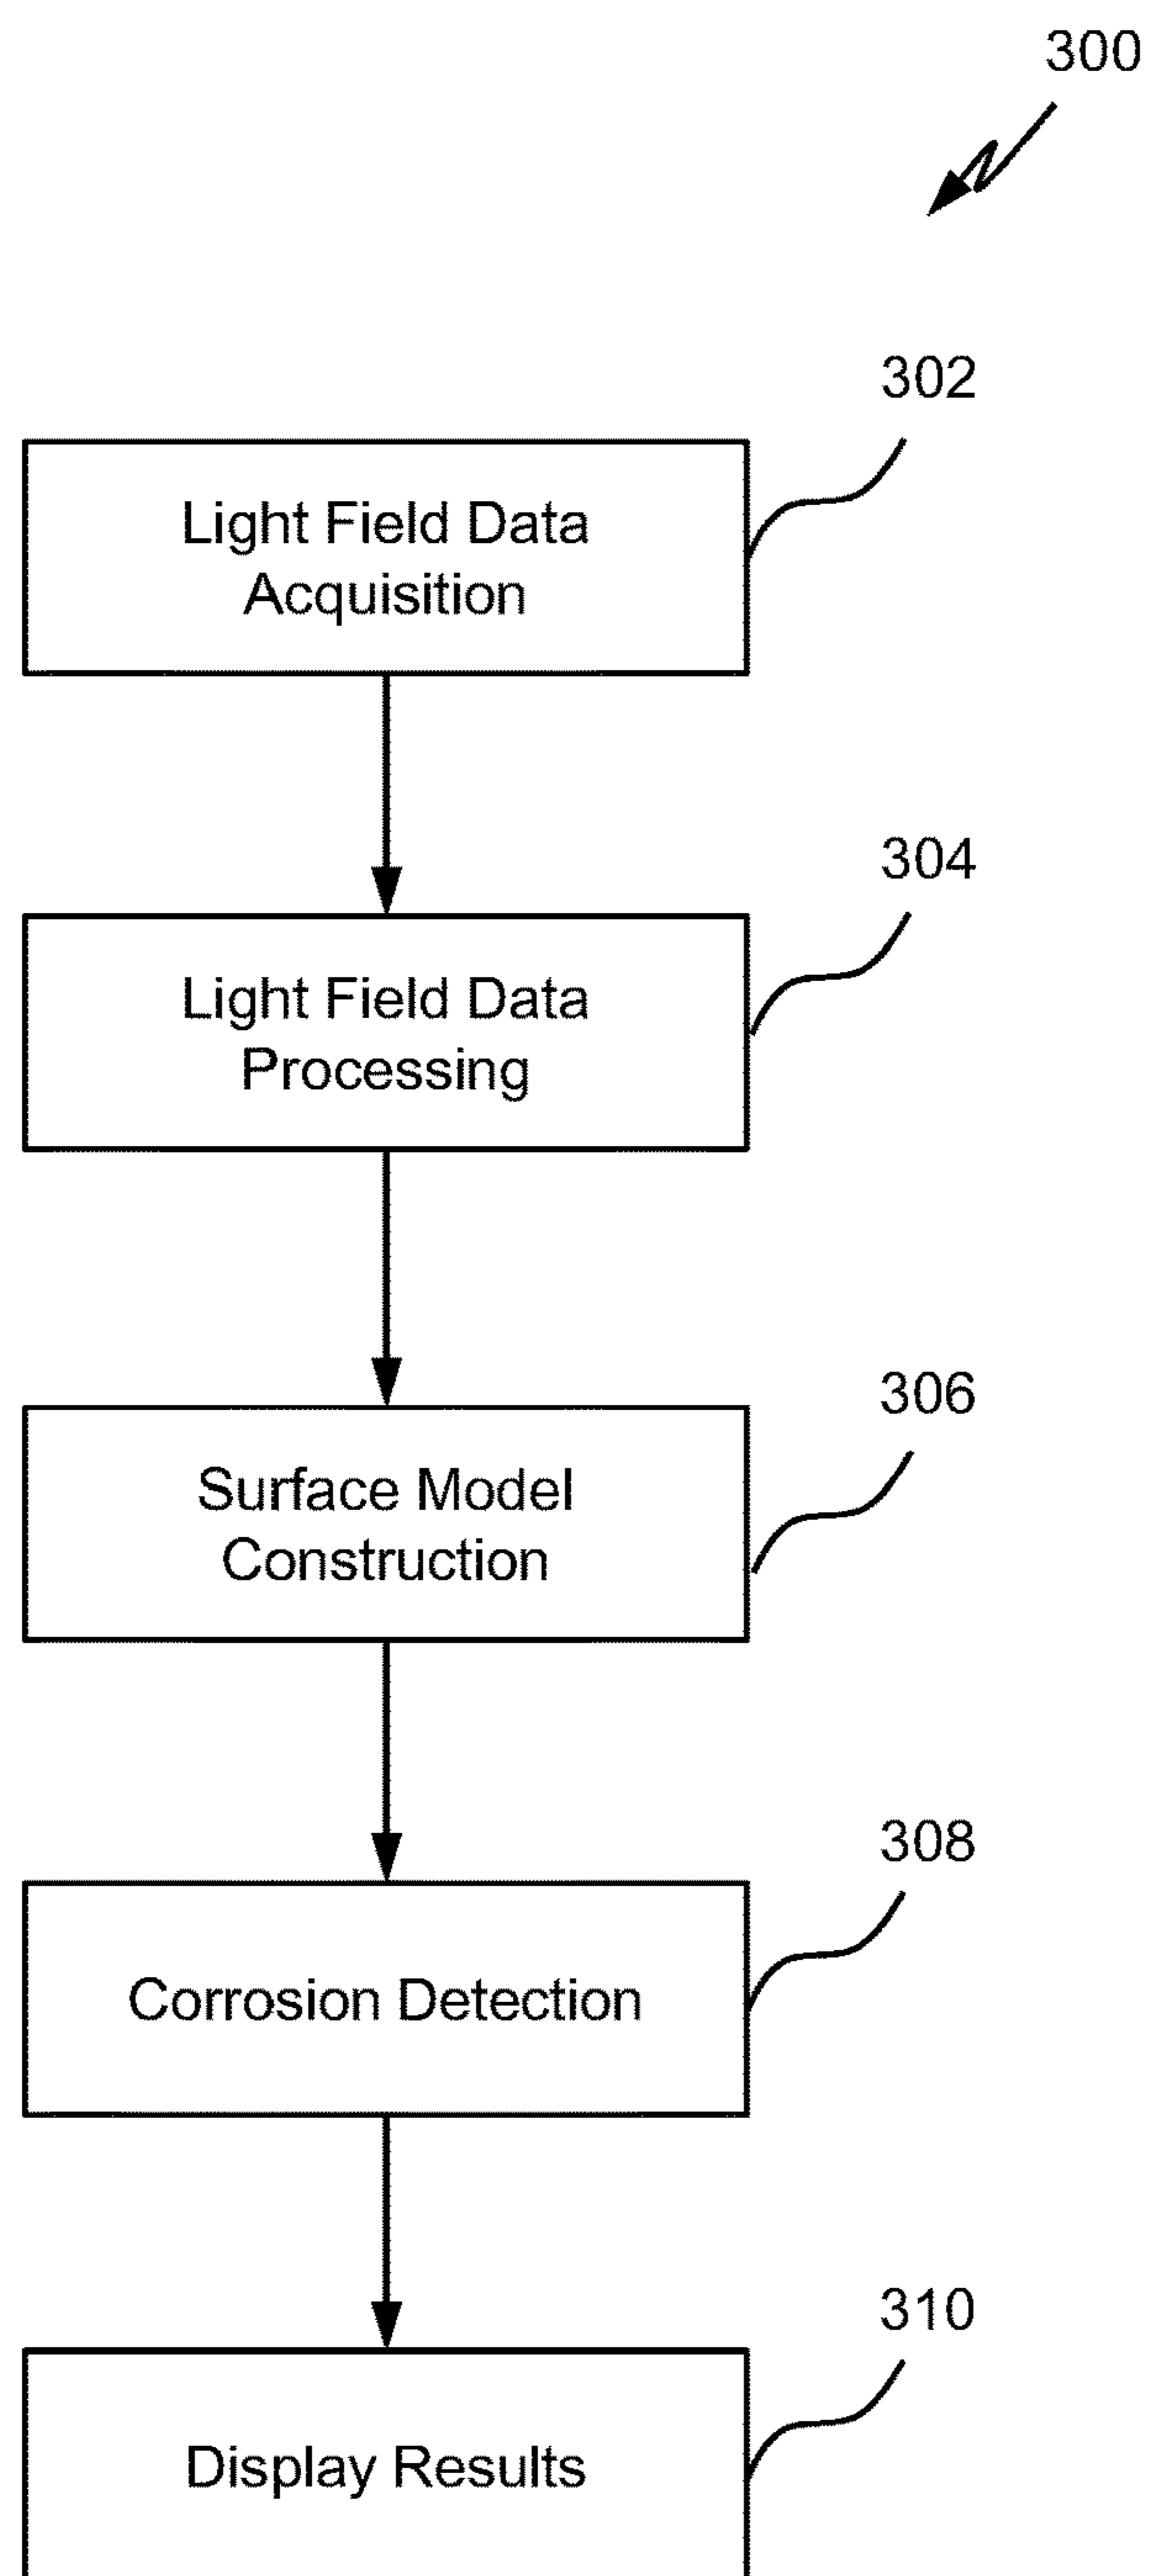 300
302
Light Field Data
Acquisition
304
Light Field Data
Processing
306
Surface Model
Construction
308
Corrosion Detection
310
Display Results